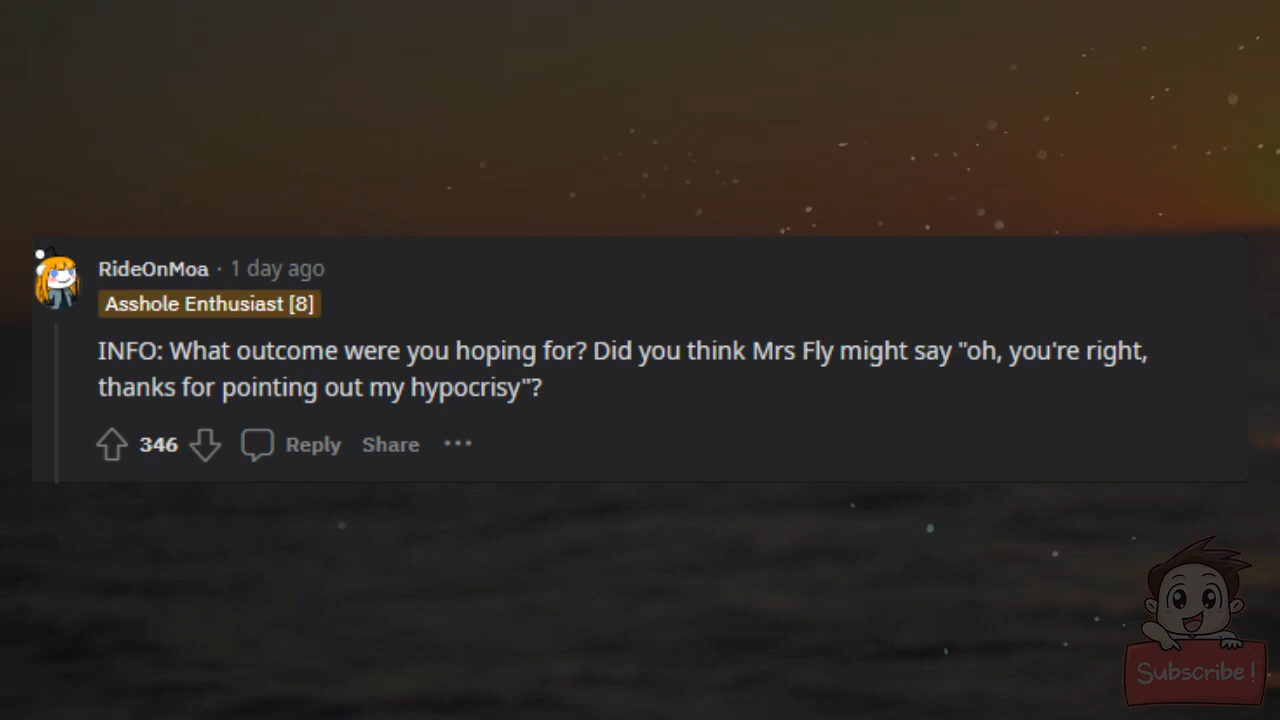 RideOnMoa · 1 day ago
Asshole Enthusiast [8]
INFO: What outcome were you hoping for? Did you think Mrs Fly might say "oh, you're right,
thanks for pointing out my hypocrisy"?
346 Reply Share ···
Subscribe!